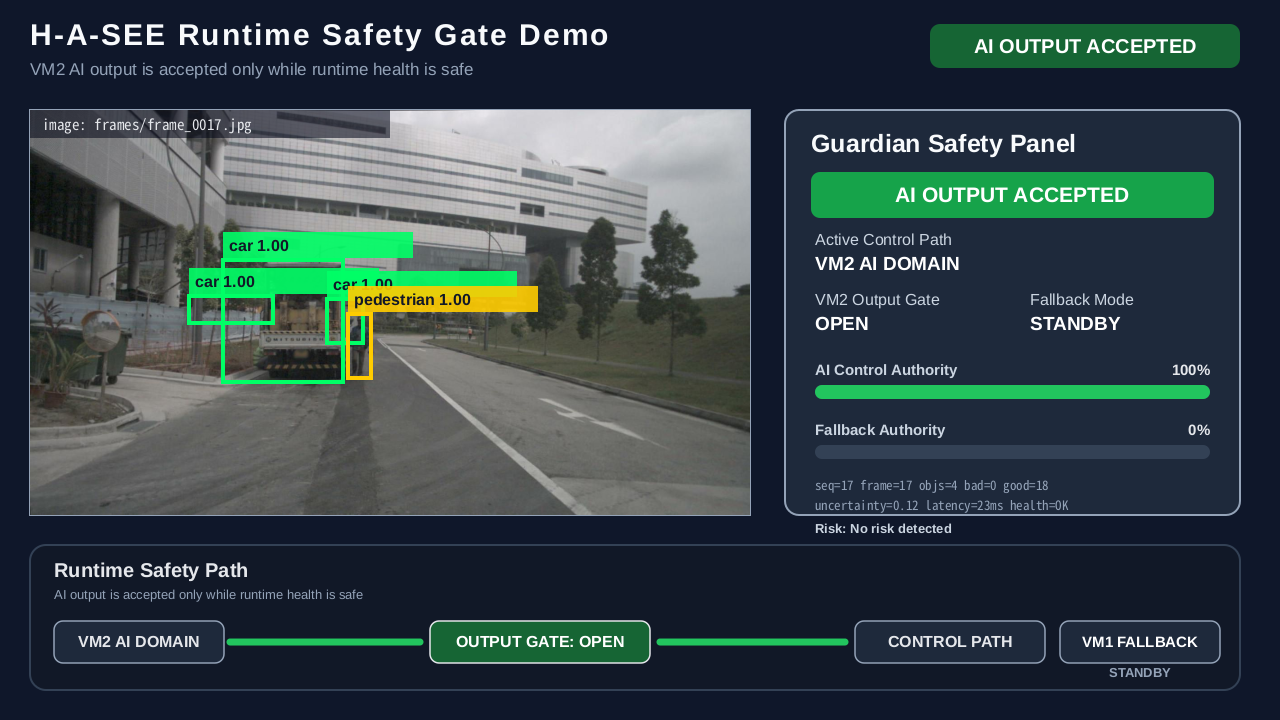 H-A-SEE Runtime Safety Gate Demo
VM2 AI output is accepted only while runtime health is safe
AI OUTPUT ACCEPTED
image: frames/frame_0017.jpg
car 1.00
car 1.00
car 1.00
pedestrian 1.00
Guardian Safety Panel
AI OUTPUT ACCEPTED
Active Control Path
VM2 AI DOMAIN
VM2 Output Gate
Fallback Mode
OPEN
STANDBY
AI Control Authority
100%
Fallback Authority
0%
seq=17 frame=17 objs=4 bad=0 good=18
uncertainty=0.12 latency=23ms health=OK
Risk: No risk detected
Runtime Safety Path
AI output is accepted only while runtime health is safe
VM2 AI DOMAIN
OUTPUT GATE: OPEN
CONTROL PATH
VM1 FALLBACK
STANDBY